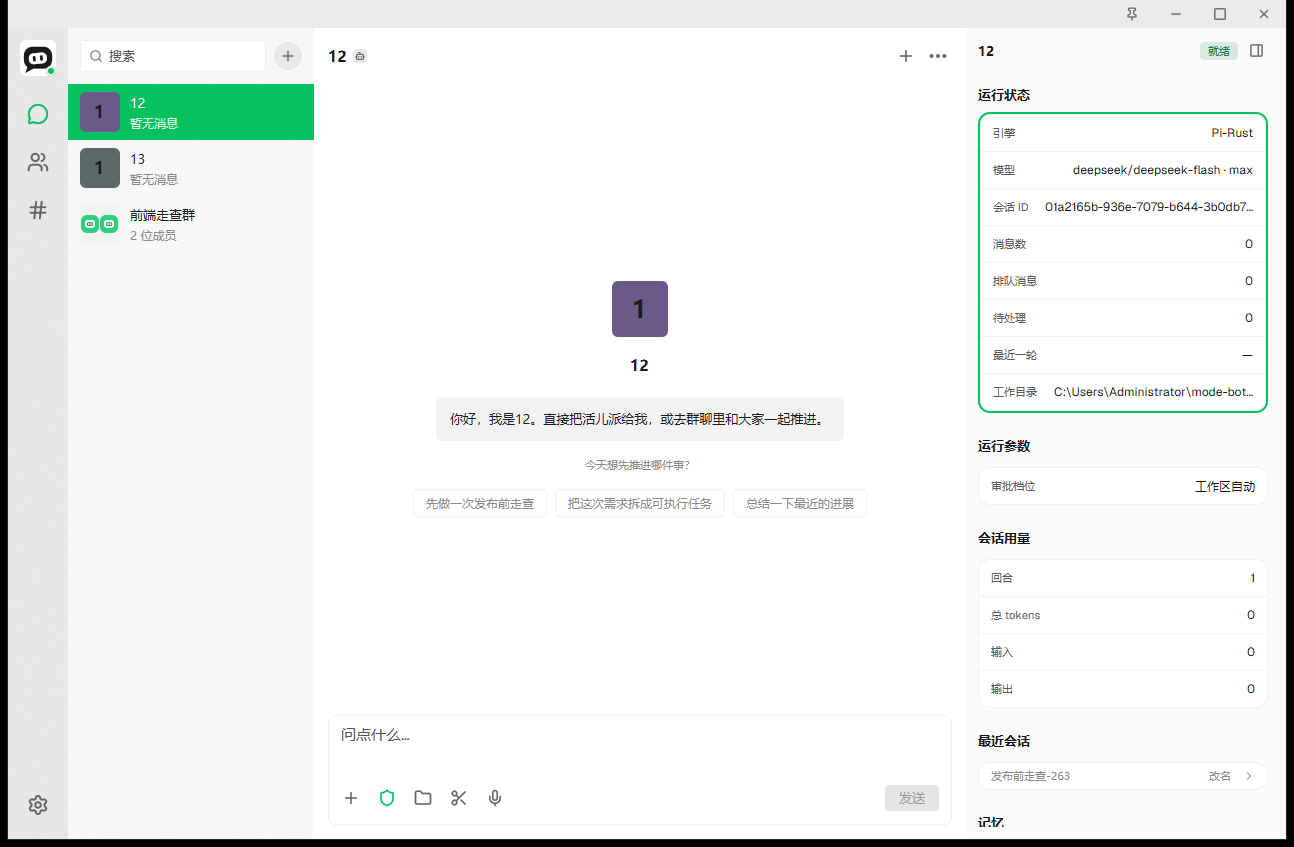 搜索
1
12
暂无消息
1
13
暂无消息
前端走查群
2 位成员
12
1
12
你好，我是12。直接把活儿派给我，或去群聊里和大家一起推进。
今天想先推进哪件事？
先做一次发布前走查
把这次需求拆成可执行任务
总结一下最近的进展
问点什么...
发送
12
就绪
运行状态
引擎 Pi-Rust
模型 deepseek/deepseek-flash · max
会话 ID 01a2165b-936e-7079-b644-3b0db7...
消息数 0
排队消息 0
待处理 0
最近一轮 —
工作目录 C:\Users\Administrator\mode-bot...
运行参数
审批档位 工作区自动
会话用量
回合 1
总 tokens 0
输入 0
输出 0
最近会话
发布前走查-263 改名
记忆